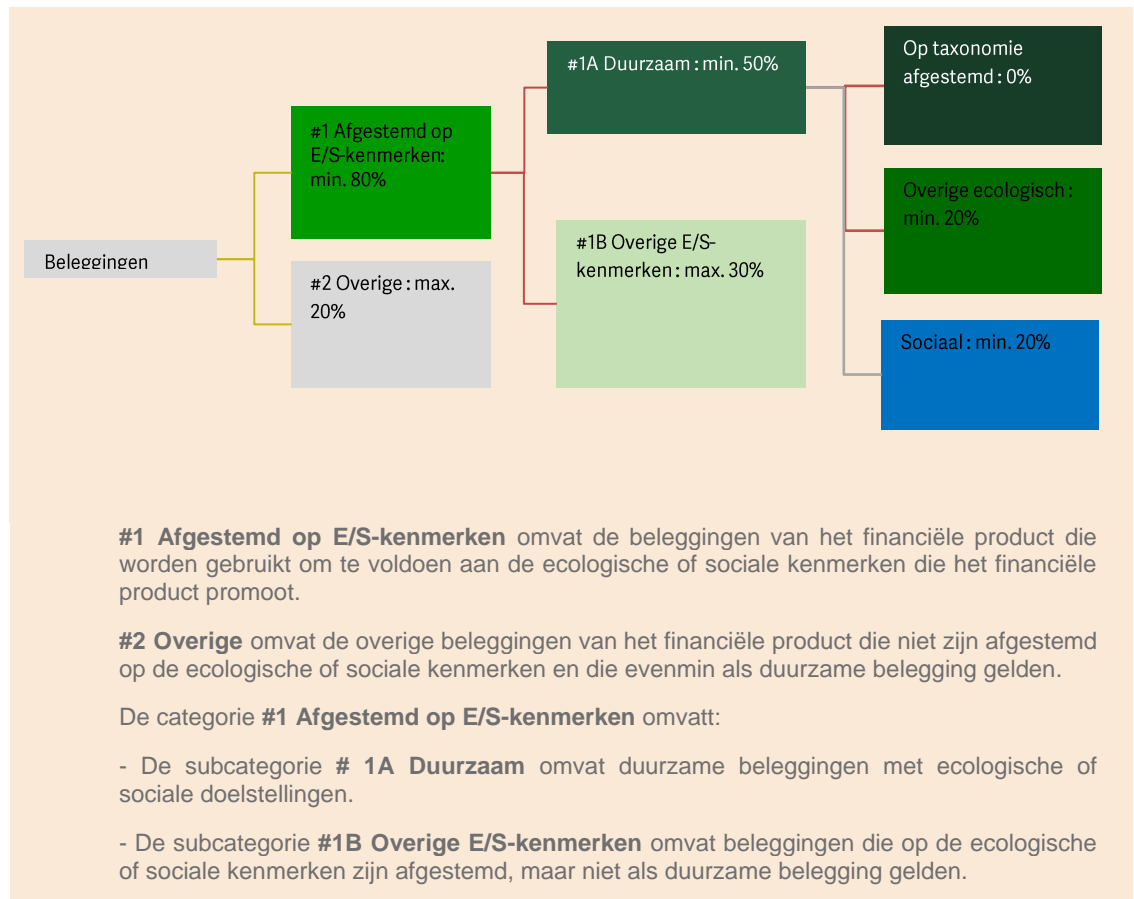 Beleggingen
#1 Afgestemd op
E/S-kenmerken:
min. 80%
#2 Overige : max.
20%
#1A Duurzaam : min. 50%
#1B Overige E/S-
kenmerken : max. 30%
Op taxonomie
afgestemd : 0%
Overige ecologisch :
min. 20%
Sociaal : min. 20%
#1 Afgestemd op E/S-kenmerken omvat de beleggingen van het financiële product die
worden gebruikt om te voldoen aan de ecologische of sociale kenmerken die het financiële
product promoot.
#2 Overige omvat de overige beleggingen van het financiële product die niet zijn afgestemd
op de ecologische of sociale kenmerken en die evenmin als duurzame belegging gelden.
De categorie #1 Afgestemd op E/S-kenmerken omvatt:
- De subcategorie # 1A Duurzaam omvat duurzame beleggingen met ecologische of
sociale doelstellingen.
- De subcategorie #1B Overige E/S-kenmerken omvat beleggingen die op de ecologische
of sociale kenmerken zijn afgestemd, maar niet als duurzame belegging gelden.